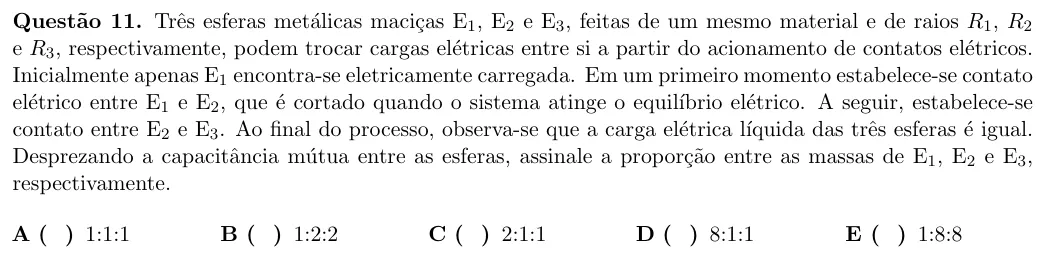 Questão 11. Três esferas metálicas maciças E₁, E₂ e E₃, feitas de um mesmo material e de raios R₁, R₂
e R₃, respectivamente, podem trocar cargas elétricas entre si a partir do acionamento de contatos elétricos.
Inicialmente apenas E₁ encontra-se eletricamente carregada. Em um primeiro momento estabelece-se contato
elétrico entre E₁ e E₂, que é cortado quando o sistema atinge o equilíbrio elétrico. A seguir, estabelece-se
contato entre E₂ e E₃. Ao final do processo, observa-se que a carga elétrica líquida das três esferas é igual.
Desprezando a capacitância mútua entre as esferas, assinale a proporção entre as massas de E₁, E₂ e E₃,
respectivamente.
A ( ) 1:1:1 B ( ) 1:2:2 C ( ) 2:1:1 D ( ) 8:1:1 E ( ) 1:8:8